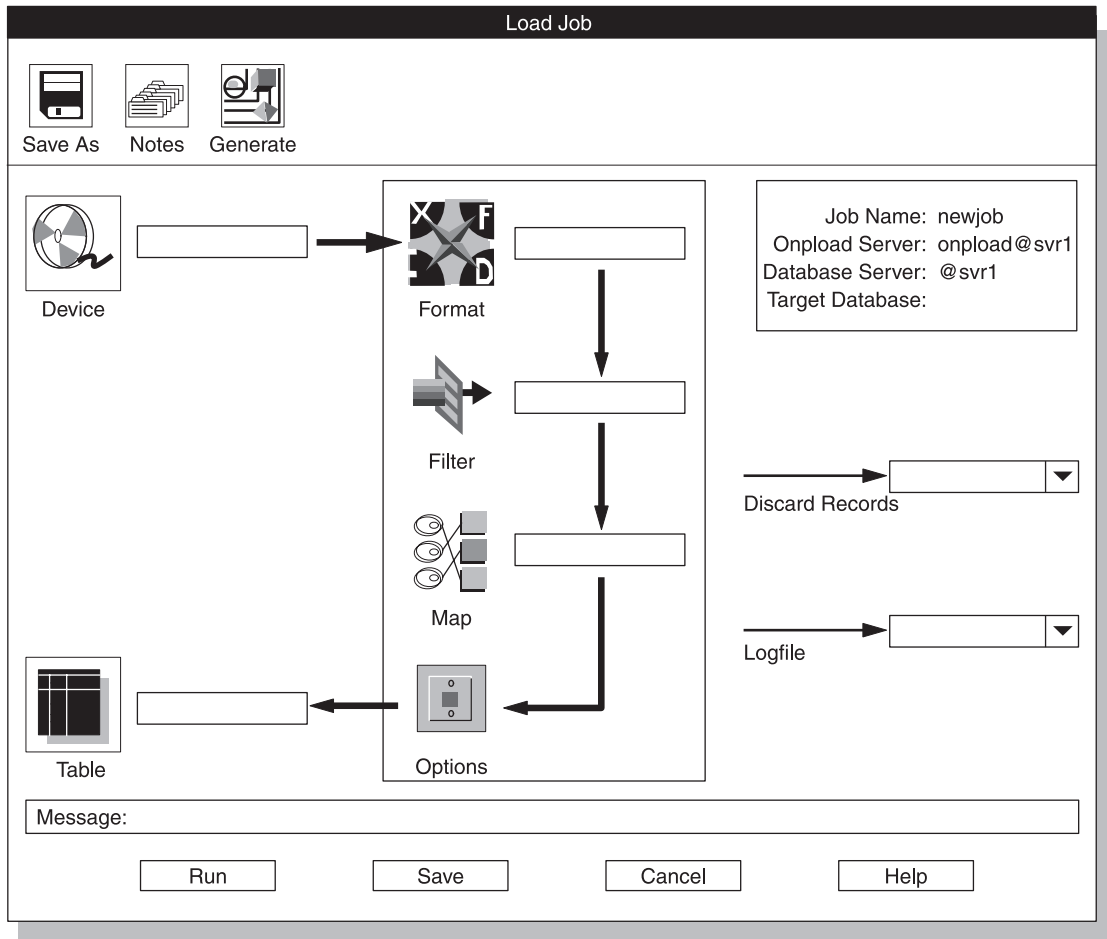 Load Job
Save As
Notes
Generate
Device
X F
D
Format
Job Name: newjob
Onpload Server: onpload@svr1
Database Server: @svr1
Target Database:
Filter
Discard Records
Map
Logfile
Table
Options
Message:
Run
Save
Cancel
Help